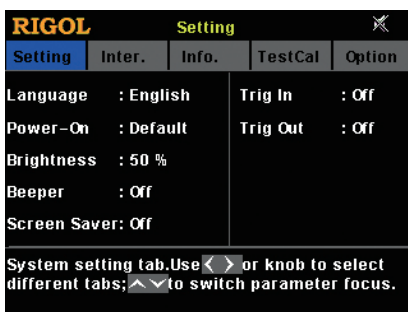 RIGOL Setting
Setting Inter. Info. TestCal Option
Language : English Trig In : Off
Power-On : Default Trig Out : Off
Brightness : 50 %
Beeper : Off
Screen Saver: Off
System setting tab.Use < > or knob to select
different tabs; ∧ ∨ to switch parameter focus.